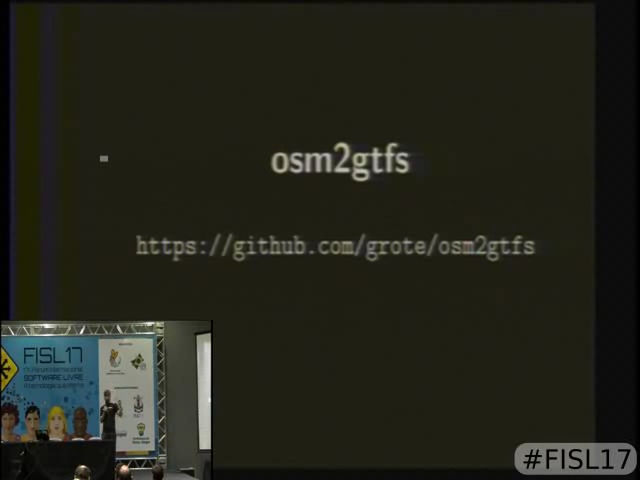 osm2gtfs
https://github.com/grote/osm2gtfs
FISL17
SOFTWARE LIVRE
#FISL17